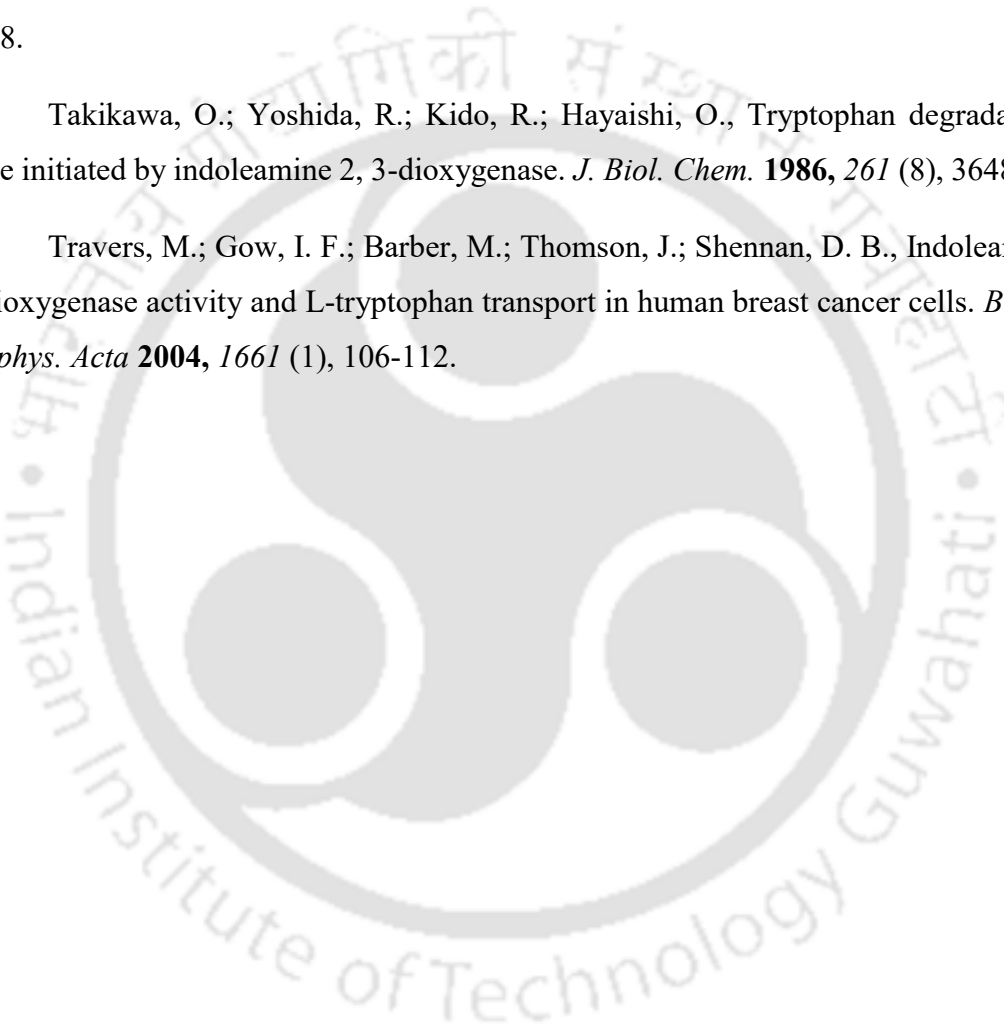 8.
Takikawa, O.; Yoshida, R.; Kido, R.; Hayaishi, O., Tryptophan degrada
e initiated by indoleamine 2, 3-dioxygenase. J. Biol. Chem. 1986, 261 (8), 3648
Travers, M.; Gow, I. F.; Barber, M.; Thomson, J.; Shennan, D. B., Indolea
ioxygenase activity and L-tryptophan transport in human breast cancer cells. B
phys. Acta 2004, 1661 (1), 106-112.
Indian Institute of Technology Guwahati